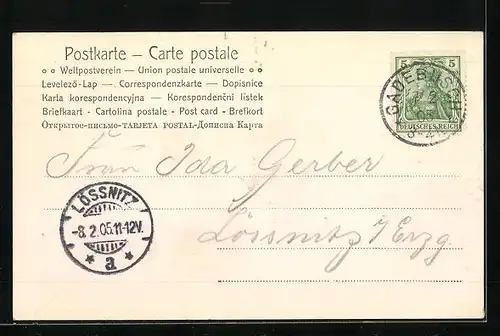 Postkarte – Carte postale
Weltpostverein — Union postale universelle
Levelező-Lap — Correspondenzkarte — Dopisnice
Karta korespondencyjna — Korespondenční lístek
Briefkaart - Cartolina postale - Post card - Brefkort
Открытое-письмо-TARJETA POSTAL-Дописна Карта
5 5
DEUTSCHES REICH
GADEBUSCH
Frau Ida Gerber
Lössnitz i/Erzg.
LÖSSNITZ
-8.2.05.11-12V.
* a *